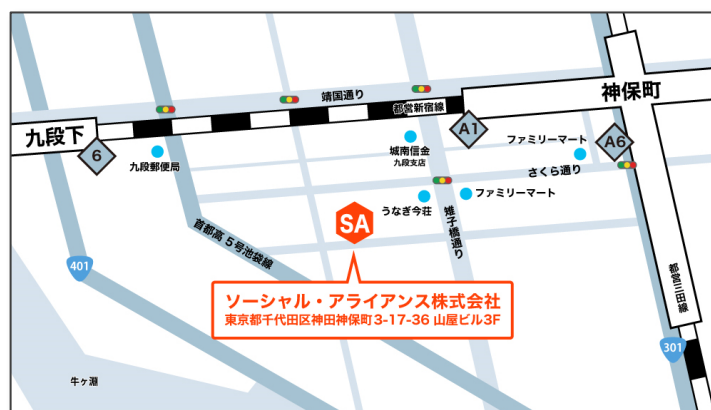 靖国通り
都営新宿線
神保町
九段下
6
A1
A6
九段郵便局
城南信金
九段支店
ファミリーマート
さくら通り
うなぎ今荘
ファミリーマート
雉子橋通り
SA
首都高 5号池袋線
401
ソーシャル・アライアンス株式会社
東京都千代田区神田神保町3-17-36 山屋ビル3F
都営三田線
301
牛ヶ淵